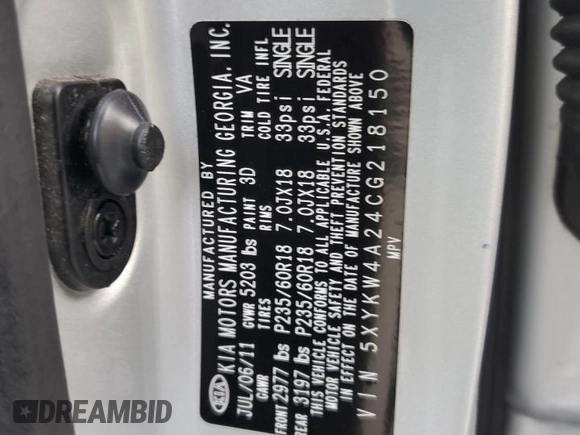 MANUFACTURED BY
KIA MOTORS MANUFACTURING GEORGIA, INC.
KIA
JUL/06/11 GVWR 5203 lbs PAINT 3D TRIM VA
GAWR TIRES RIMS COLD TIRE INFL
FRONT 2977 lbs P235/60R18 7.0JX18 33psi SINGLE
REAR 3197 lbs P235/60R18 7.0JX18 33psi SINGLE
THIS VEHICLE CONFORMS TO ALL APPLICABLE U.S.A. FEDERAL
MOTOR VEHICLE SAFETY AND THEFT PREVENTION STANDARDS
IN EFFECT ON THE DATE OF MANUFACTURE SHOWN ABOVE
VIN 5XYKW4A24CG218150
MPV
DREAMBID